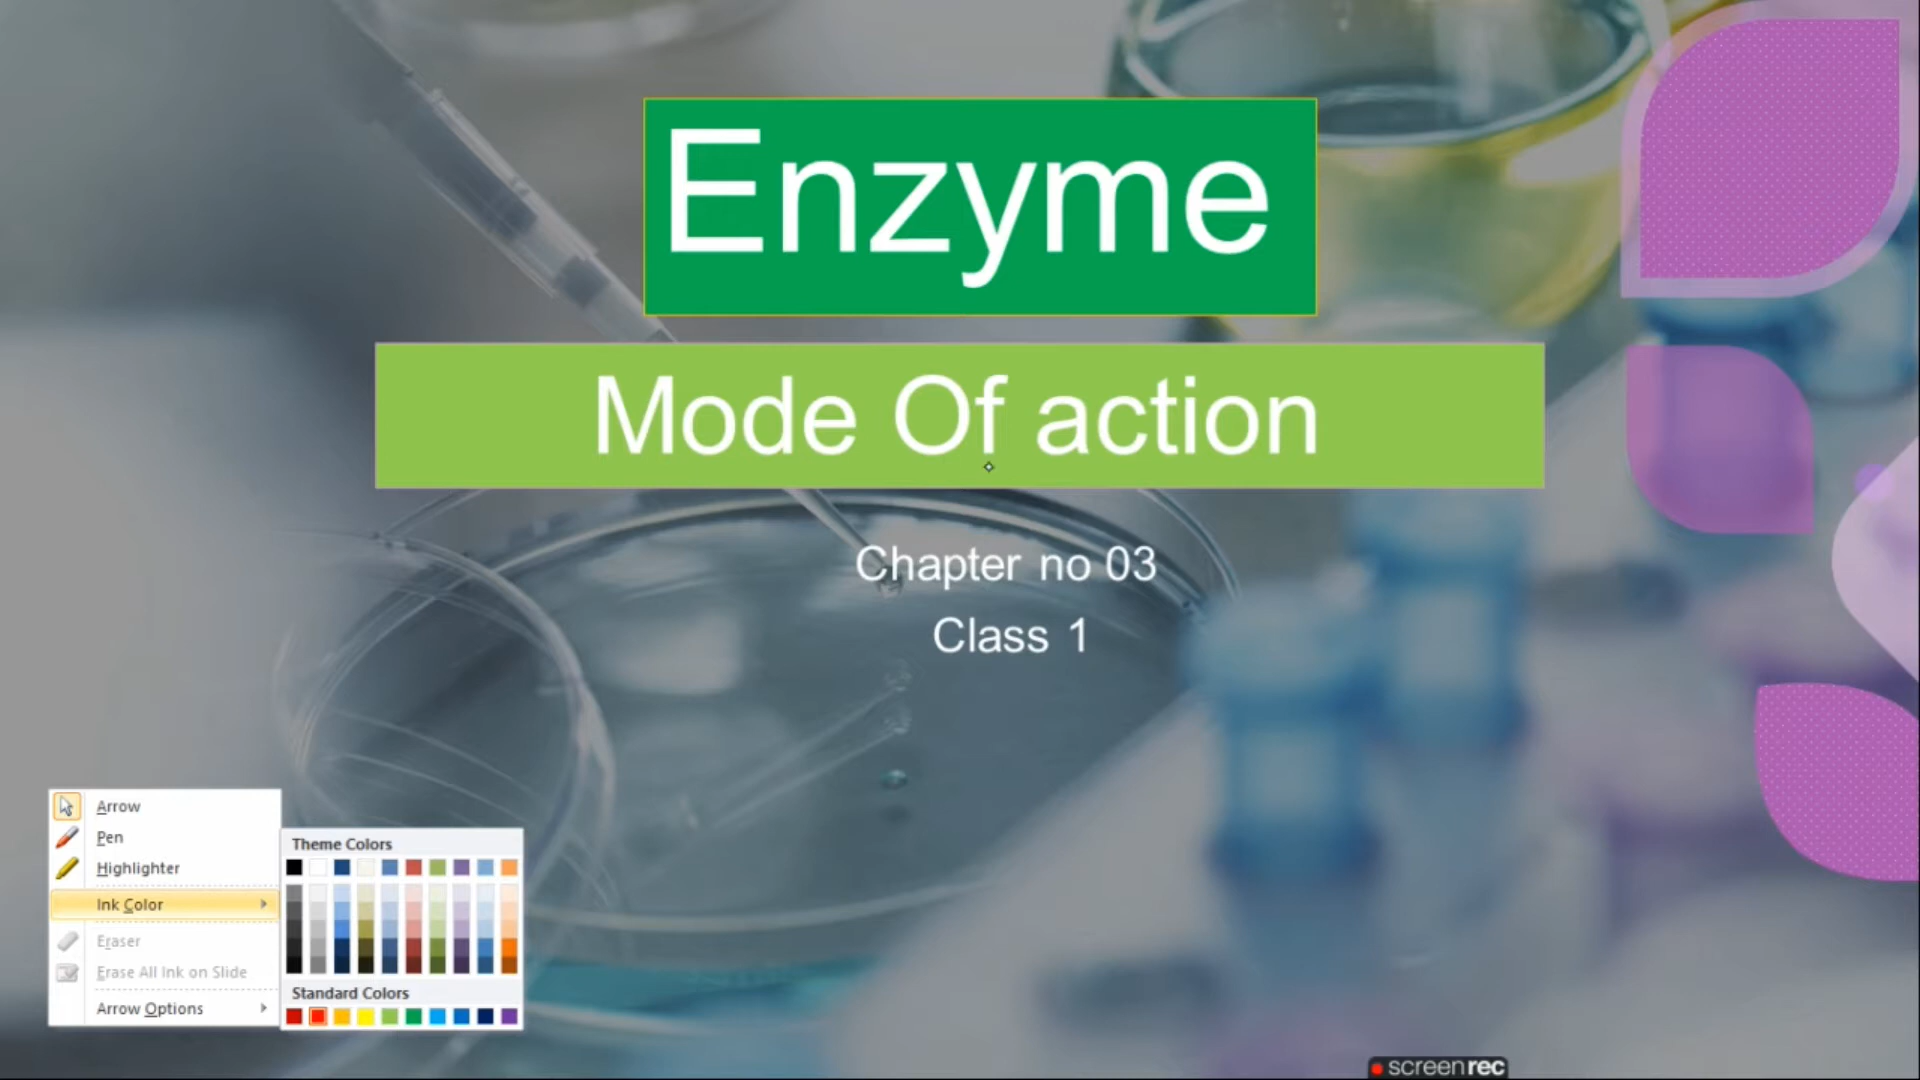 Enzyme
Mode Of action
Chapter no 03
Class 1
Arrow
Pen
Highlighter
Ink Color
Eraser
Erase All Ink on Slide
Arrow Options
Theme Colors
Standard Colors
screenrec